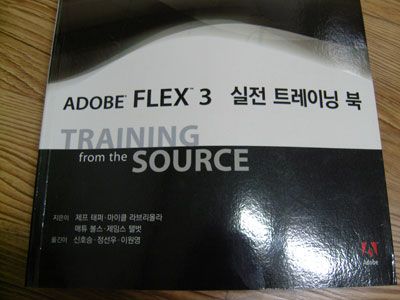 ADOBE® FLEX™ 3 실전 트레이닝 북
TRAINING
from the SOURCE
지은이 제프 태퍼·마이클 라브리올라
매튜 볼스·제임스 탤벗
옮긴이 신호승·정선우·이원영
Adobe